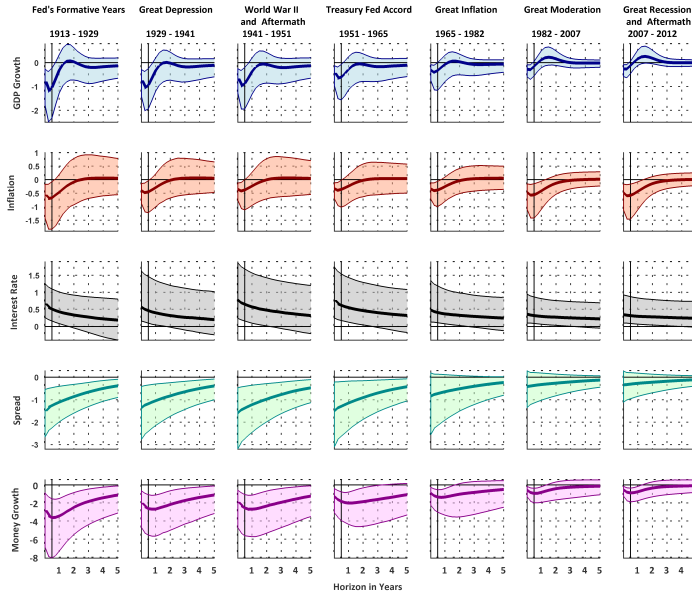 Fed's Formative Years
1913 - 1929
Great Depression
1929 - 1941
World War II
and Aftermath
1941 - 1951
Treasury Fed Accord
1951 - 1965
Great Inflation
1965 - 1982
Great Moderation
1982 - 2007
Great Recession
and Aftermath
2007 - 2012
GDP Growth
0
-1
-2
Inflation
1
0.5
0
-0.5
-1
-1.5
Interest Rate
1.5
1
0.5
0
Spread
0
-1
-2
-3
Money Growth
0
-2
-4
-6
-8
1 2 3 4 5
1 2 3 4 5
1 2 3 4 5
1 2 3 4 5
1 2 3 4 5
1 2 3 4 5
1 2 3 4
Horizon in Years